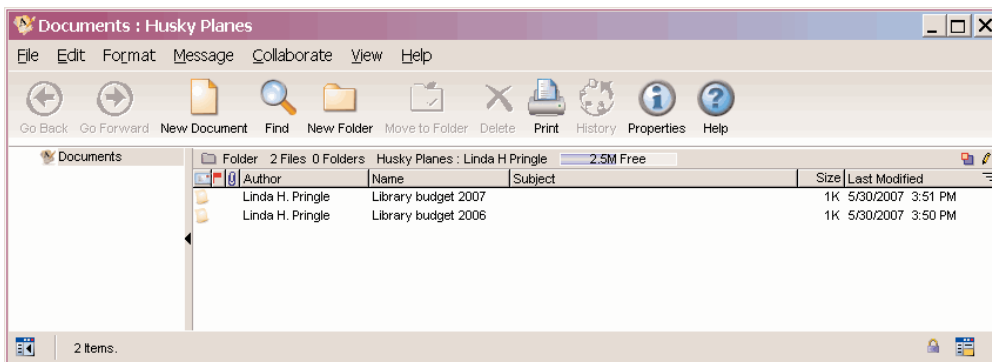 Documents : Husky Planes
File Edit Format Message Collaborate View Help
Go Back Go Forward New Document Find New Folder Move to Folder Delete Print History Properties Help
Documents
Folder 2 Files 0 Folders Husky Planes : Linda H Pringle 2.5M Free
Author Name Subject Size Last Modified
Linda H. Pringle Library budget 2007 1K 5/30/2007 3:51 PM
Linda H. Pringle Library budget 2006 1K 5/30/2007 3:50 PM
2 Items.